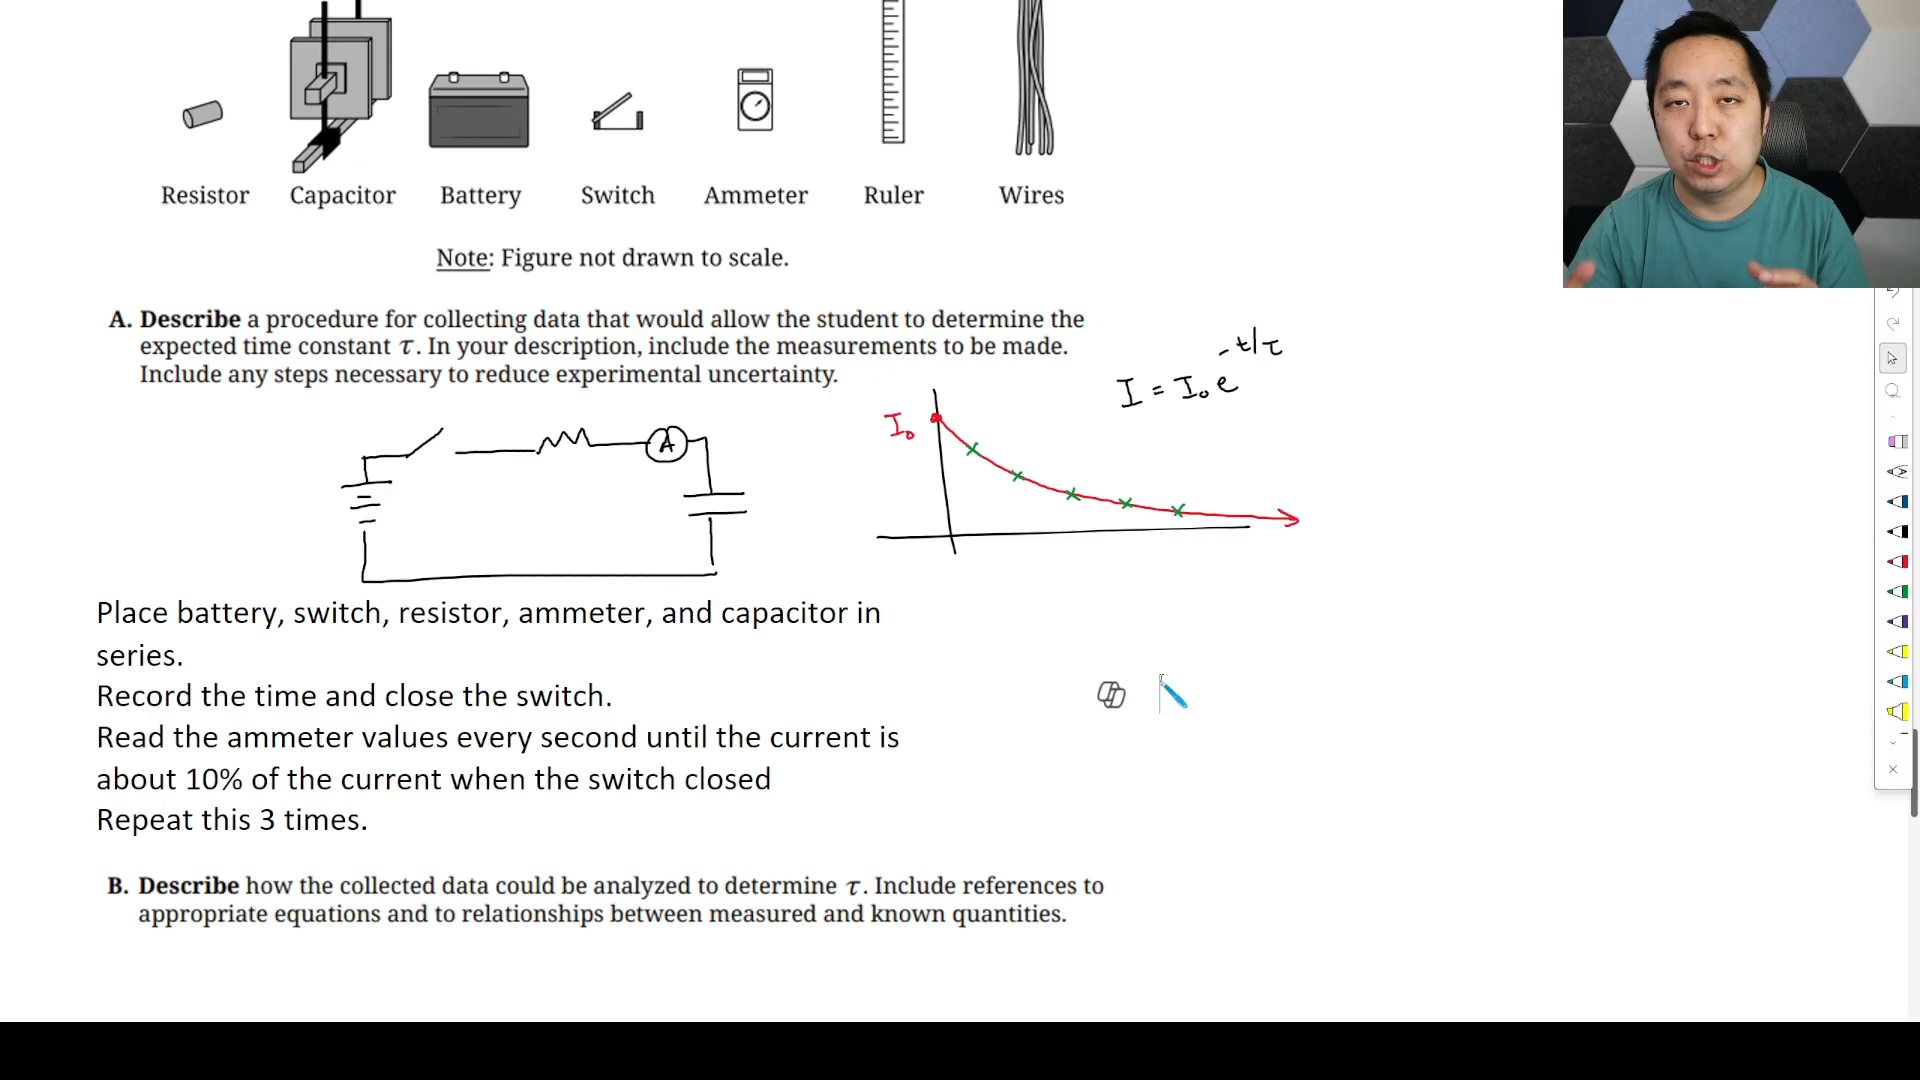 Resistor Capacitor Battery Switch Ammeter Ruler Wires
Note: Figure not drawn to scale.
A. Describe a procedure for collecting data that would allow the student to determine the
expected time constant τ. In your description, include the measurements to be made.
Include any steps necessary to reduce experimental uncertainty.
I = I₀e^(-t/τ)
I₀
A
Place battery, switch, resistor, ammeter, and capacitor in
series.
Record the time and close the switch.
Read the ammeter values every second until the current is
about 10% of the current when the switch closed
Repeat this 3 times.
B. Describe how the collected data could be analyzed to determine τ. Include references to
appropriate equations and to relationships between measured and known quantities.